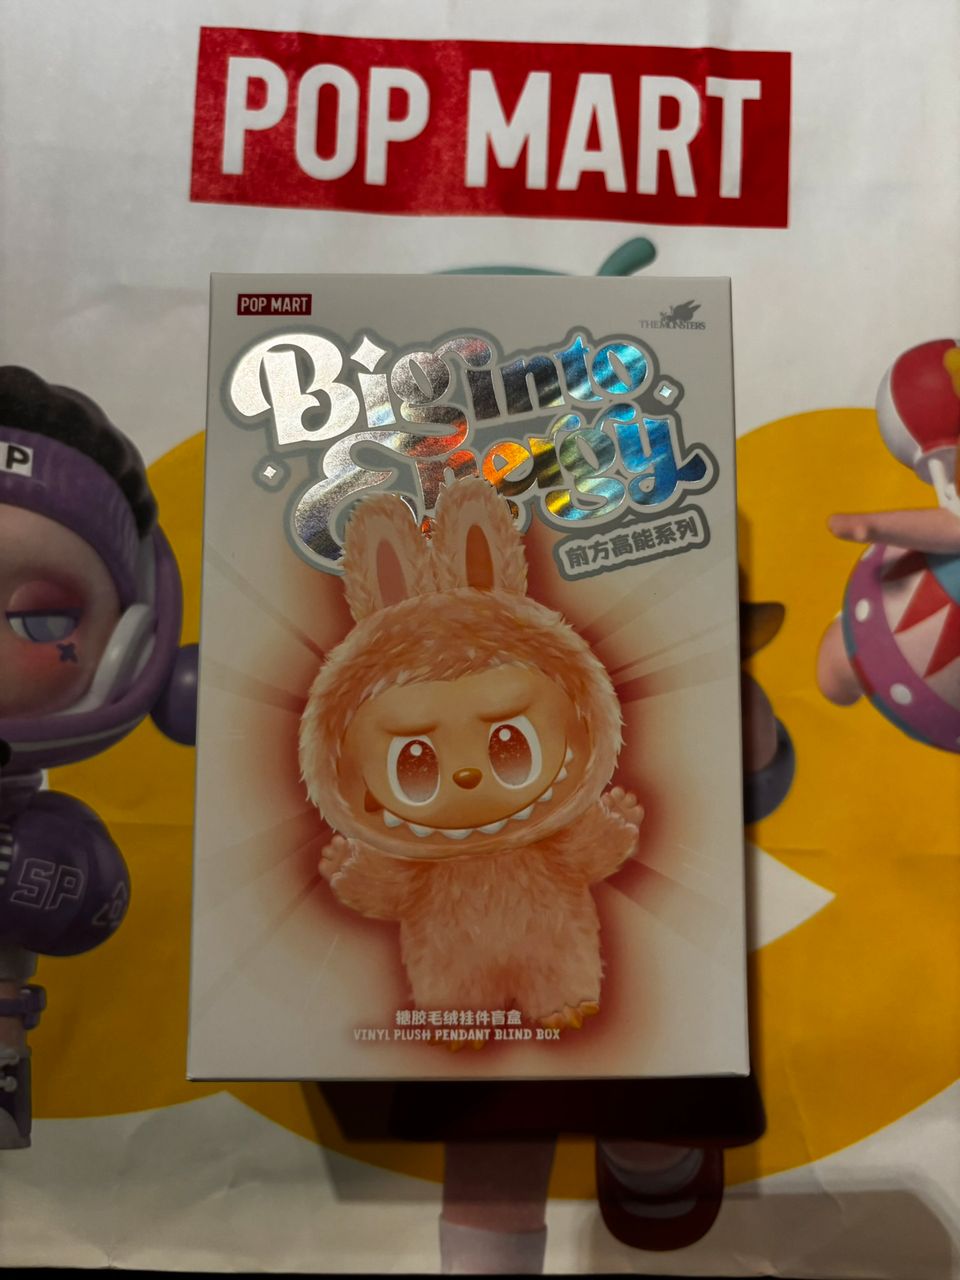 POP MART
POP MART
THE MONSTERS
Big into
Energy
前方高能系列
P
SP
搪胶毛绒挂件盲盒
VINYL PLUSH PENDANT BLIND BOX